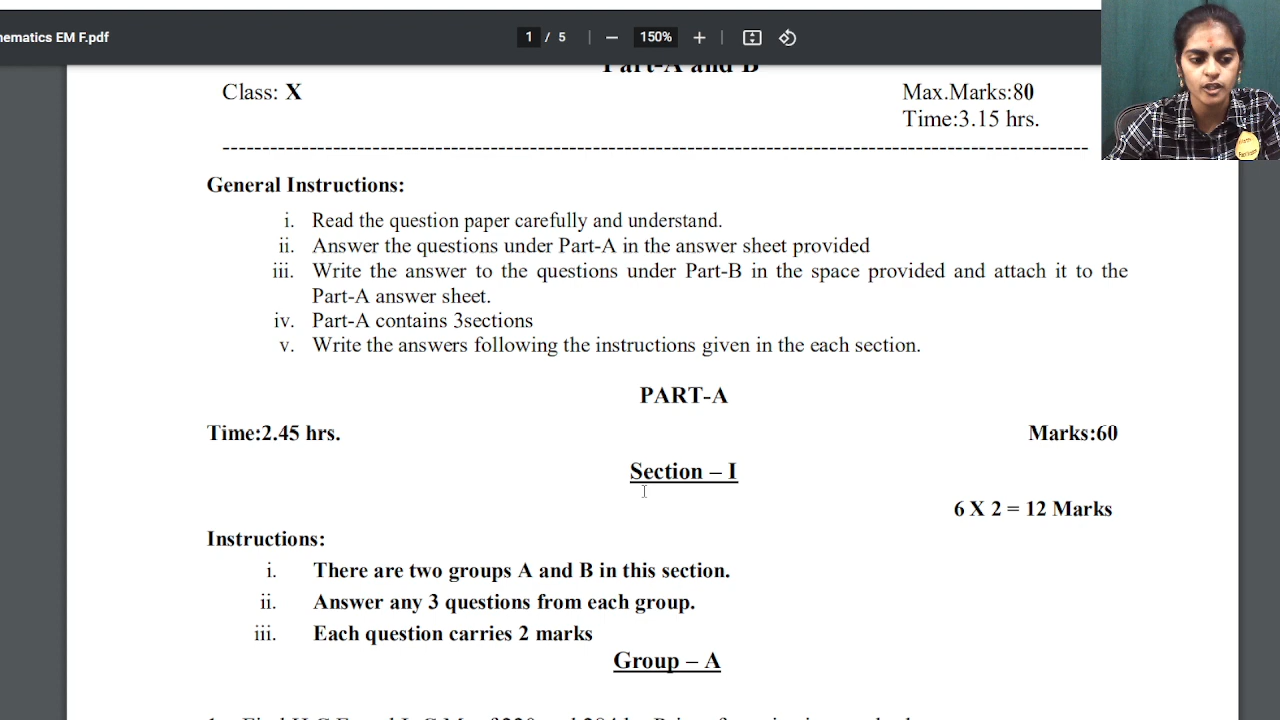 ematics EM F.pdf
1 / 5
150%
Part-A and B
Class: X
Max.Marks:80
Time:3.15 hrs.
General Instructions:
i. Read the question paper carefully and understand.
ii. Answer the questions under Part-A in the answer sheet provided
iii. Write the answer to the questions under Part-B in the space provided and attach it to the
Part-A answer sheet.
iv. Part-A contains 3sections
v. Write the answers following the instructions given in the each section.
PART-A
Time:2.45 hrs.
Marks:60
Section – I
6 X 2 = 12 Marks
Instructions:
i. There are two groups A and B in this section.
ii. Answer any 3 questions from each group.
iii. Each question carries 2 marks
Group – A